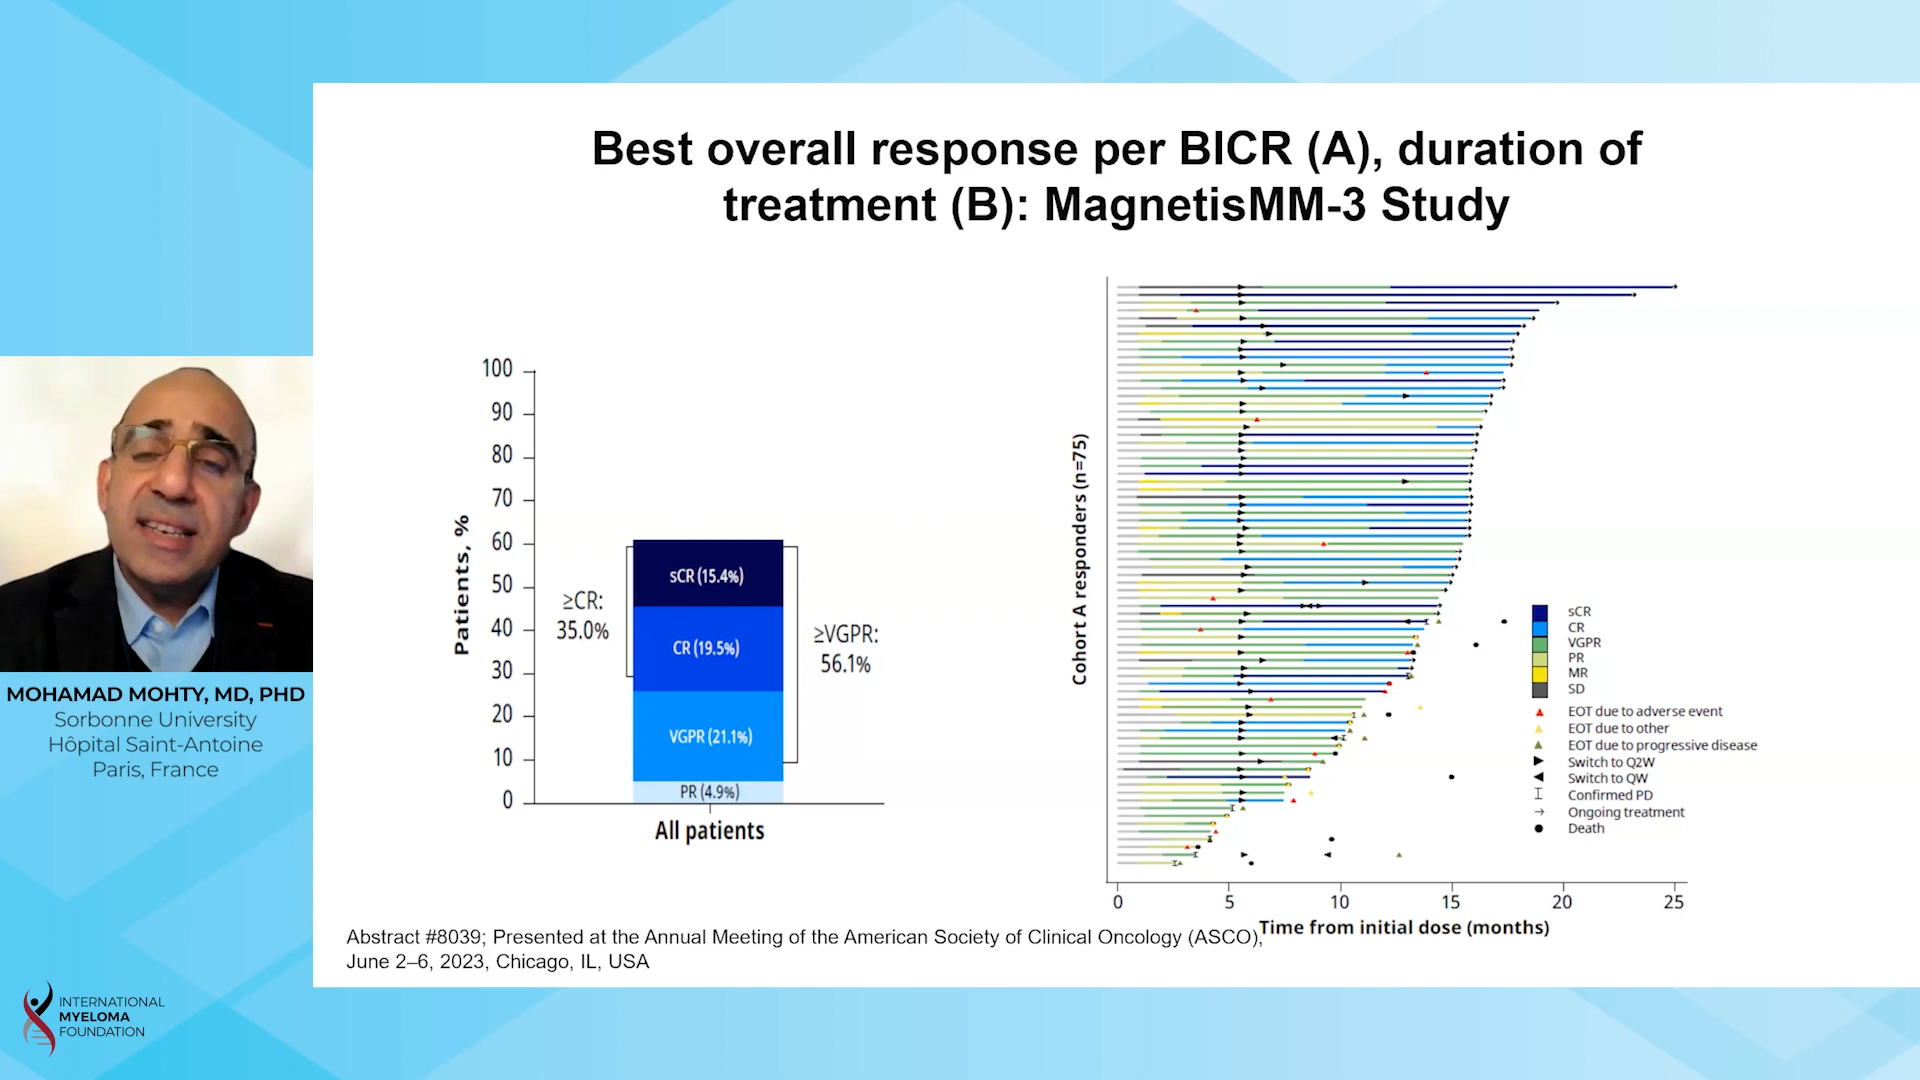 Best overall response per BICR (A), duration of
treatment (B): MagnetisMM-3 Study
Patients, %
100
90
80
70
60
50
40
30
20
10
0
≥CR:
35.0%
sCR (15.4%)
CR (19.5%)
VGPR (21.1%)
PR (4.9%)
≥VGPR:
56.1%
All patients
Cohort A responders (n=75)
sCR
CR
VGPR
PR
MR
SD
EOT due to adverse event
EOT due to other
EOT due to progressive disease
Switch to Q2W
Switch to QW
Confirmed PD
Ongoing treatment
Death
0 5 10 15 20 25
Time from initial dose (months)
Abstract #8039; Presented at the Annual Meeting of the American Society of Clinical Oncology (ASCO),
June 2–6, 2023, Chicago, IL, USA
MOHAMAD MOHTY, MD, PHD
Sorbonne University
Hôpital Saint-Antoine
Paris, France
INTERNATIONAL
MYELOMA
FOUNDATION